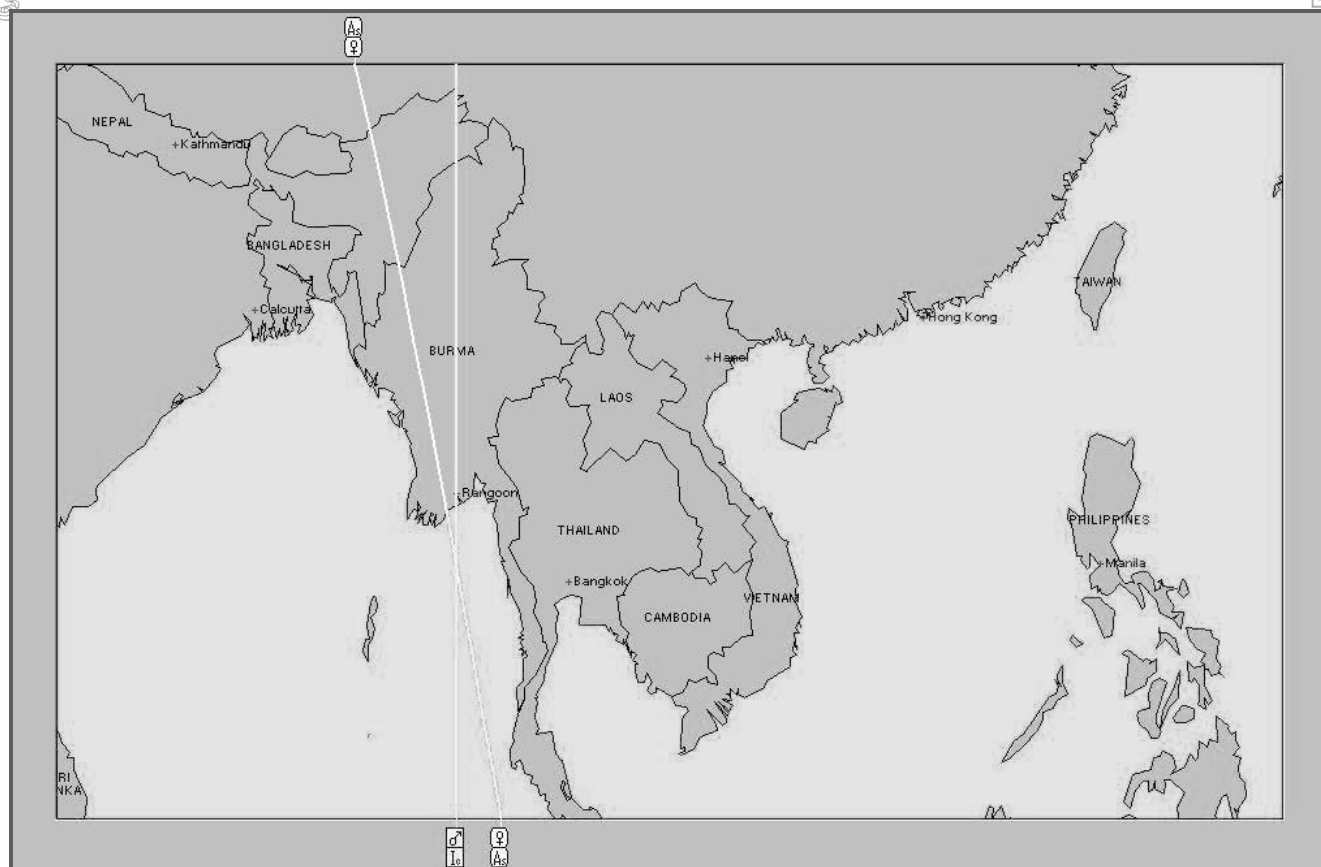 As
♀
NEPAL
+Kathmandu
BANGLADESH
+Calcutta
TAIWAN
+Hong Kong
BURMA
+Hanoi
LAOS
+Rangoon
THAILAND
PHILIPPINES
+Manila
+Bangkok
VIETNAM
CAMBODIA
RI
NKA
♂ ♀
Ic As